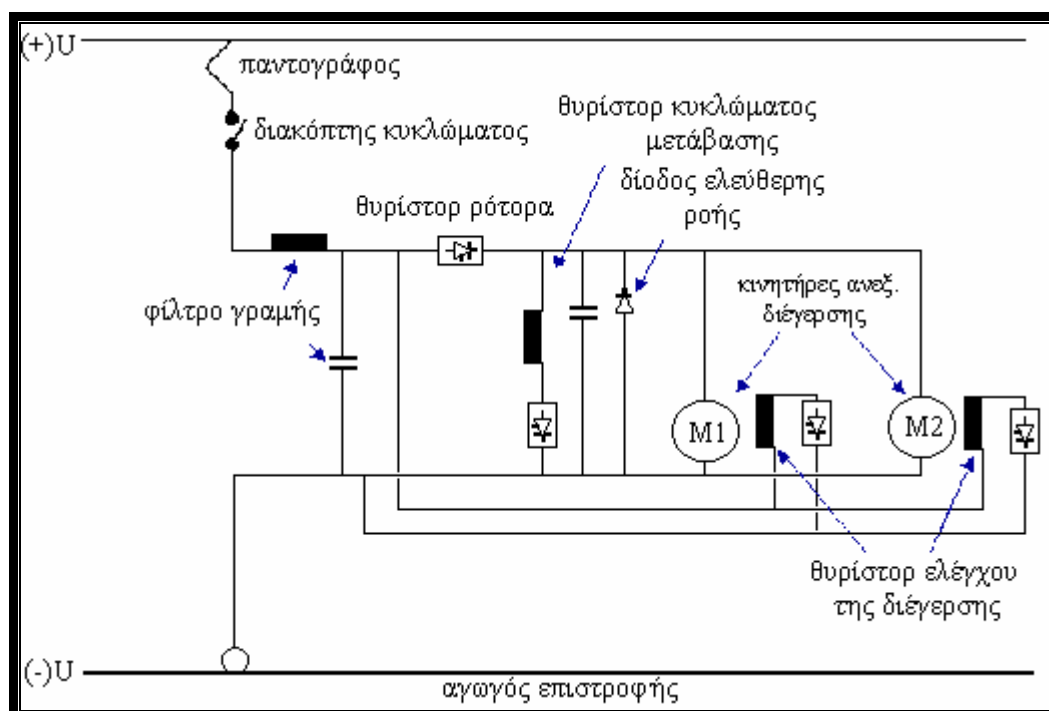 (+)U
παντογράφος
διακόπτης κυκλώματος
θυρίστορ κυκλώματος
μετάβασης
δίοδος ελεύθερης
ροής
θυρίστορ ρότορα
φίλτρο γραμής
κινητήρες ανεξ.
διέγερσης
M1
M2
θυρίστορ ελέγχου
της διέγερσης
(-)U
αγωγός επιστροφής